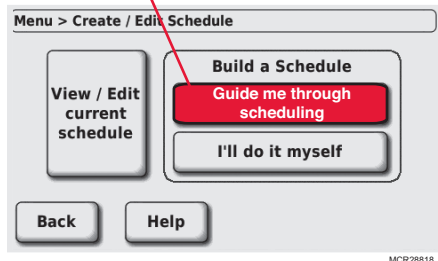 Menu > Create / Edit Schedule
Build a Schedule
View / Edit
current
schedule
Guide me through
scheduling
I'll do it myself
Back
Help
MCR28818